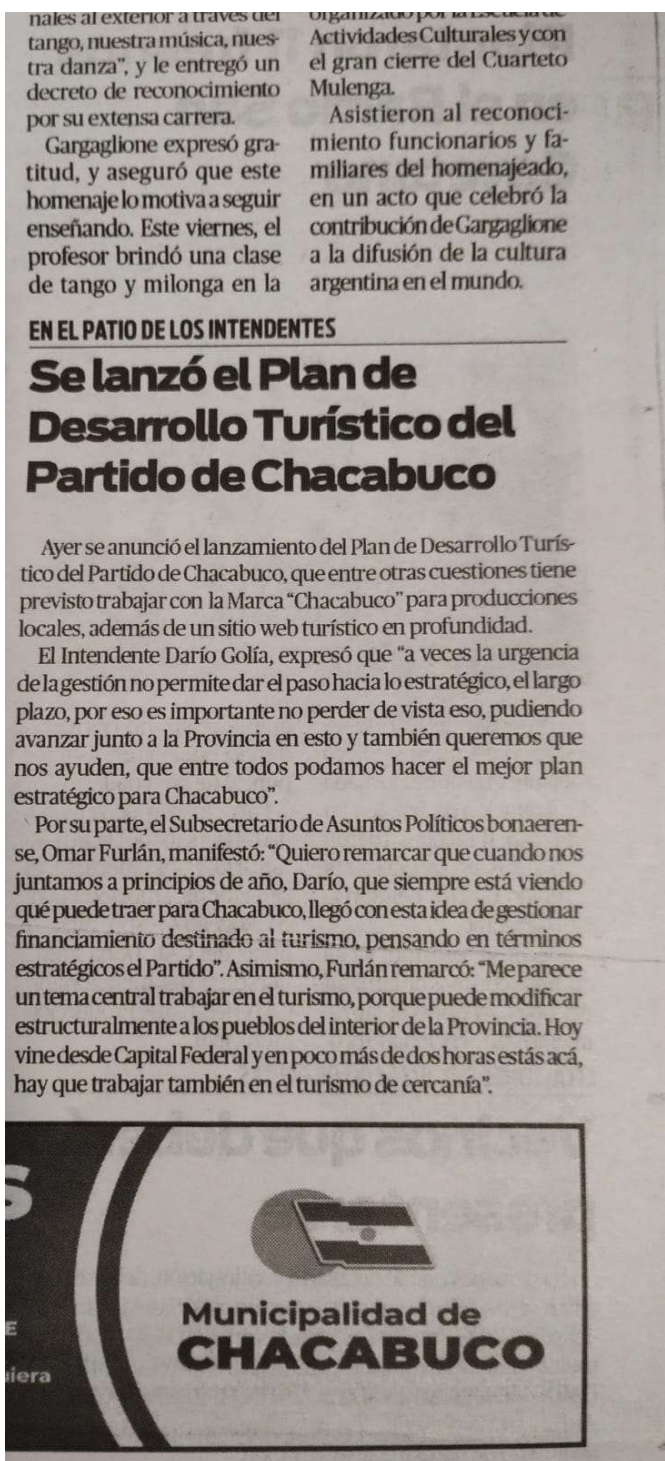 nales al exterior a través del
tango, nuestra música, nues-
tra danza", y le entregó un
decreto de reconocimiento
por su extensa carrera.
Gargaglione expresó gra-
titud, y aseguró que este
homenaje lo motiva a seguir
enseñando. Este viernes, el
profesor brindó una clase
de tango y milonga en la
organizado por la Escuela de
Actividades Culturales y con
el gran cierre del Cuarteto
Mulenga.
Asistieron al reconoci-
miento funcionarios y fa-
miliares del homenajeado,
en un acto que celebró la
contribución de Gargaglione
a la difusión de la cultura
argentina en el mundo.
EN EL PATIO DE LOS INTENDENTES
Se lanzó el Plan de
Desarrollo Turístico del
Partido de Chacabuco
Ayer se anunció el lanzamiento del Plan de Desarrollo Turís-
tico del Partido de Chacabuco, que entre otras cuestiones tiene
previsto trabajar con la Marca "Chacabuco" para producciones
locales, además de un sitio web turístico en profundidad.
El Intendente Darío Golía, expresó que "a veces la urgencia
de la gestión no permite dar el paso hacia lo estratégico, el largo
plazo, por eso es importante no perder de vista eso, pudiendo
avanzar junto a la Provincia en esto y también queremos que
nos ayuden, que entre todos podamos hacer el mejor plan
estratégico para Chacabuco".
Por su parte, el Subsecretario de Asuntos Políticos bonaeren-
se, Omar Furlán, manifestó: "Quiero remarcar que cuando nos
juntamos a principios de año, Darío, que siempre está viendo
qué puede traer para Chacabuco, llegó con esta idea de gestionar
financiamiento destinado al turismo, pensando en términos
estratégicos el Partido". Asimismo, Furlán remarcó: "Me parece
un tema central trabajar en el turismo, porque puede modificar
estructuralmente a los pueblos del interior de la Provincia. Hoy
vine desde Capital Federal y en poco más de dos horas estás acá,
hay que trabajar también en el turismo de cercanía".
S
E
iera
Municipalidad de
CHACABUCO